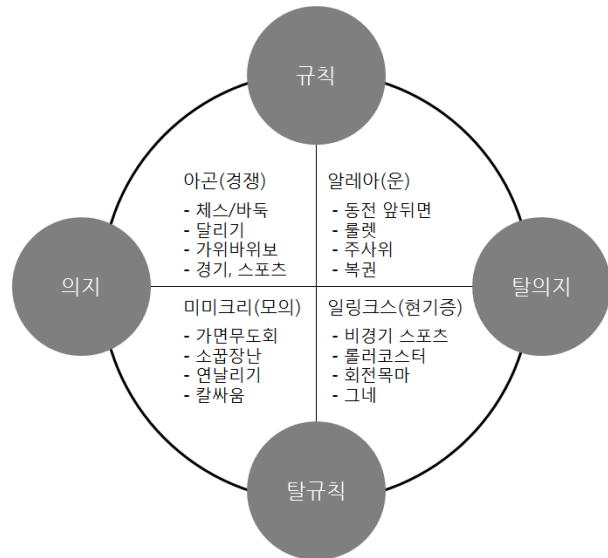 규칙
아곤(경쟁)
- 체스/바둑
- 달리기
- 가위바위보
- 경기, 스포츠
알레아(운)
- 동전 앞뒤면
- 룰렛
- 주사위
- 복권
의지
탈의지
미미크리(모의)
- 가면무도회
- 소꿉장난
- 연날리기
- 칼싸움
일링크스(현기증)
- 비경기 스포츠
- 롤러코스터
- 회전목마
- 그네
탈규칙